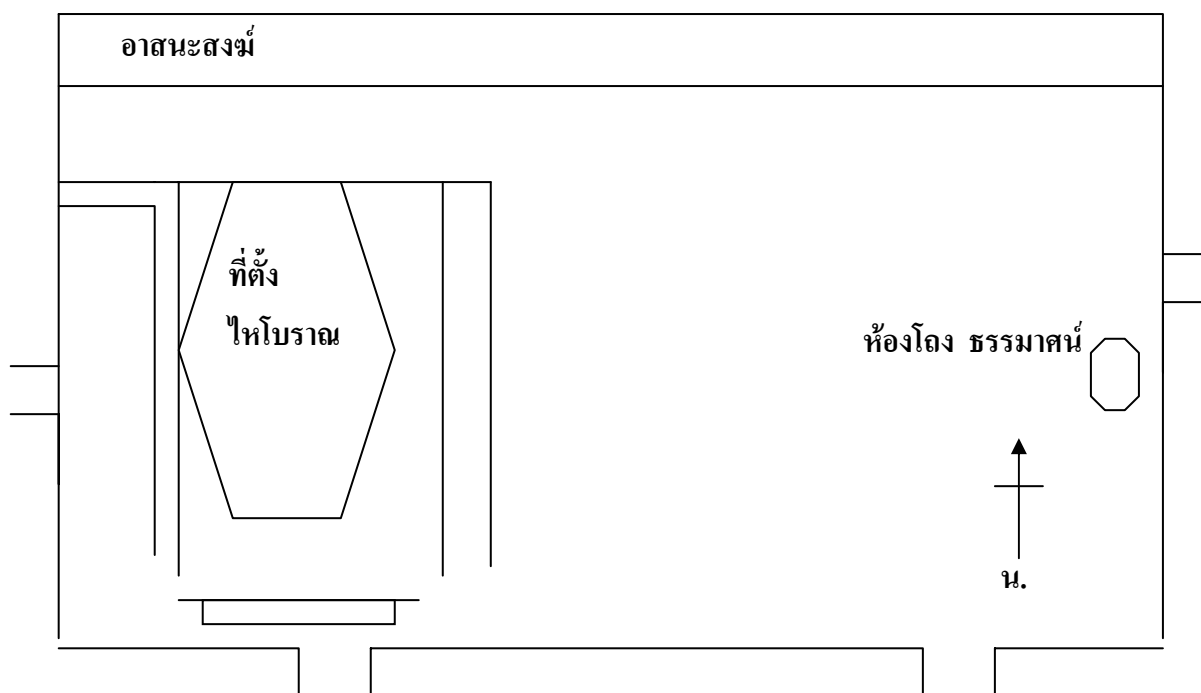 อาสนะสงฆ์
ที่ตั้ง
ไหโบราณ
ห้องโถง ธรรมาศน์
น.